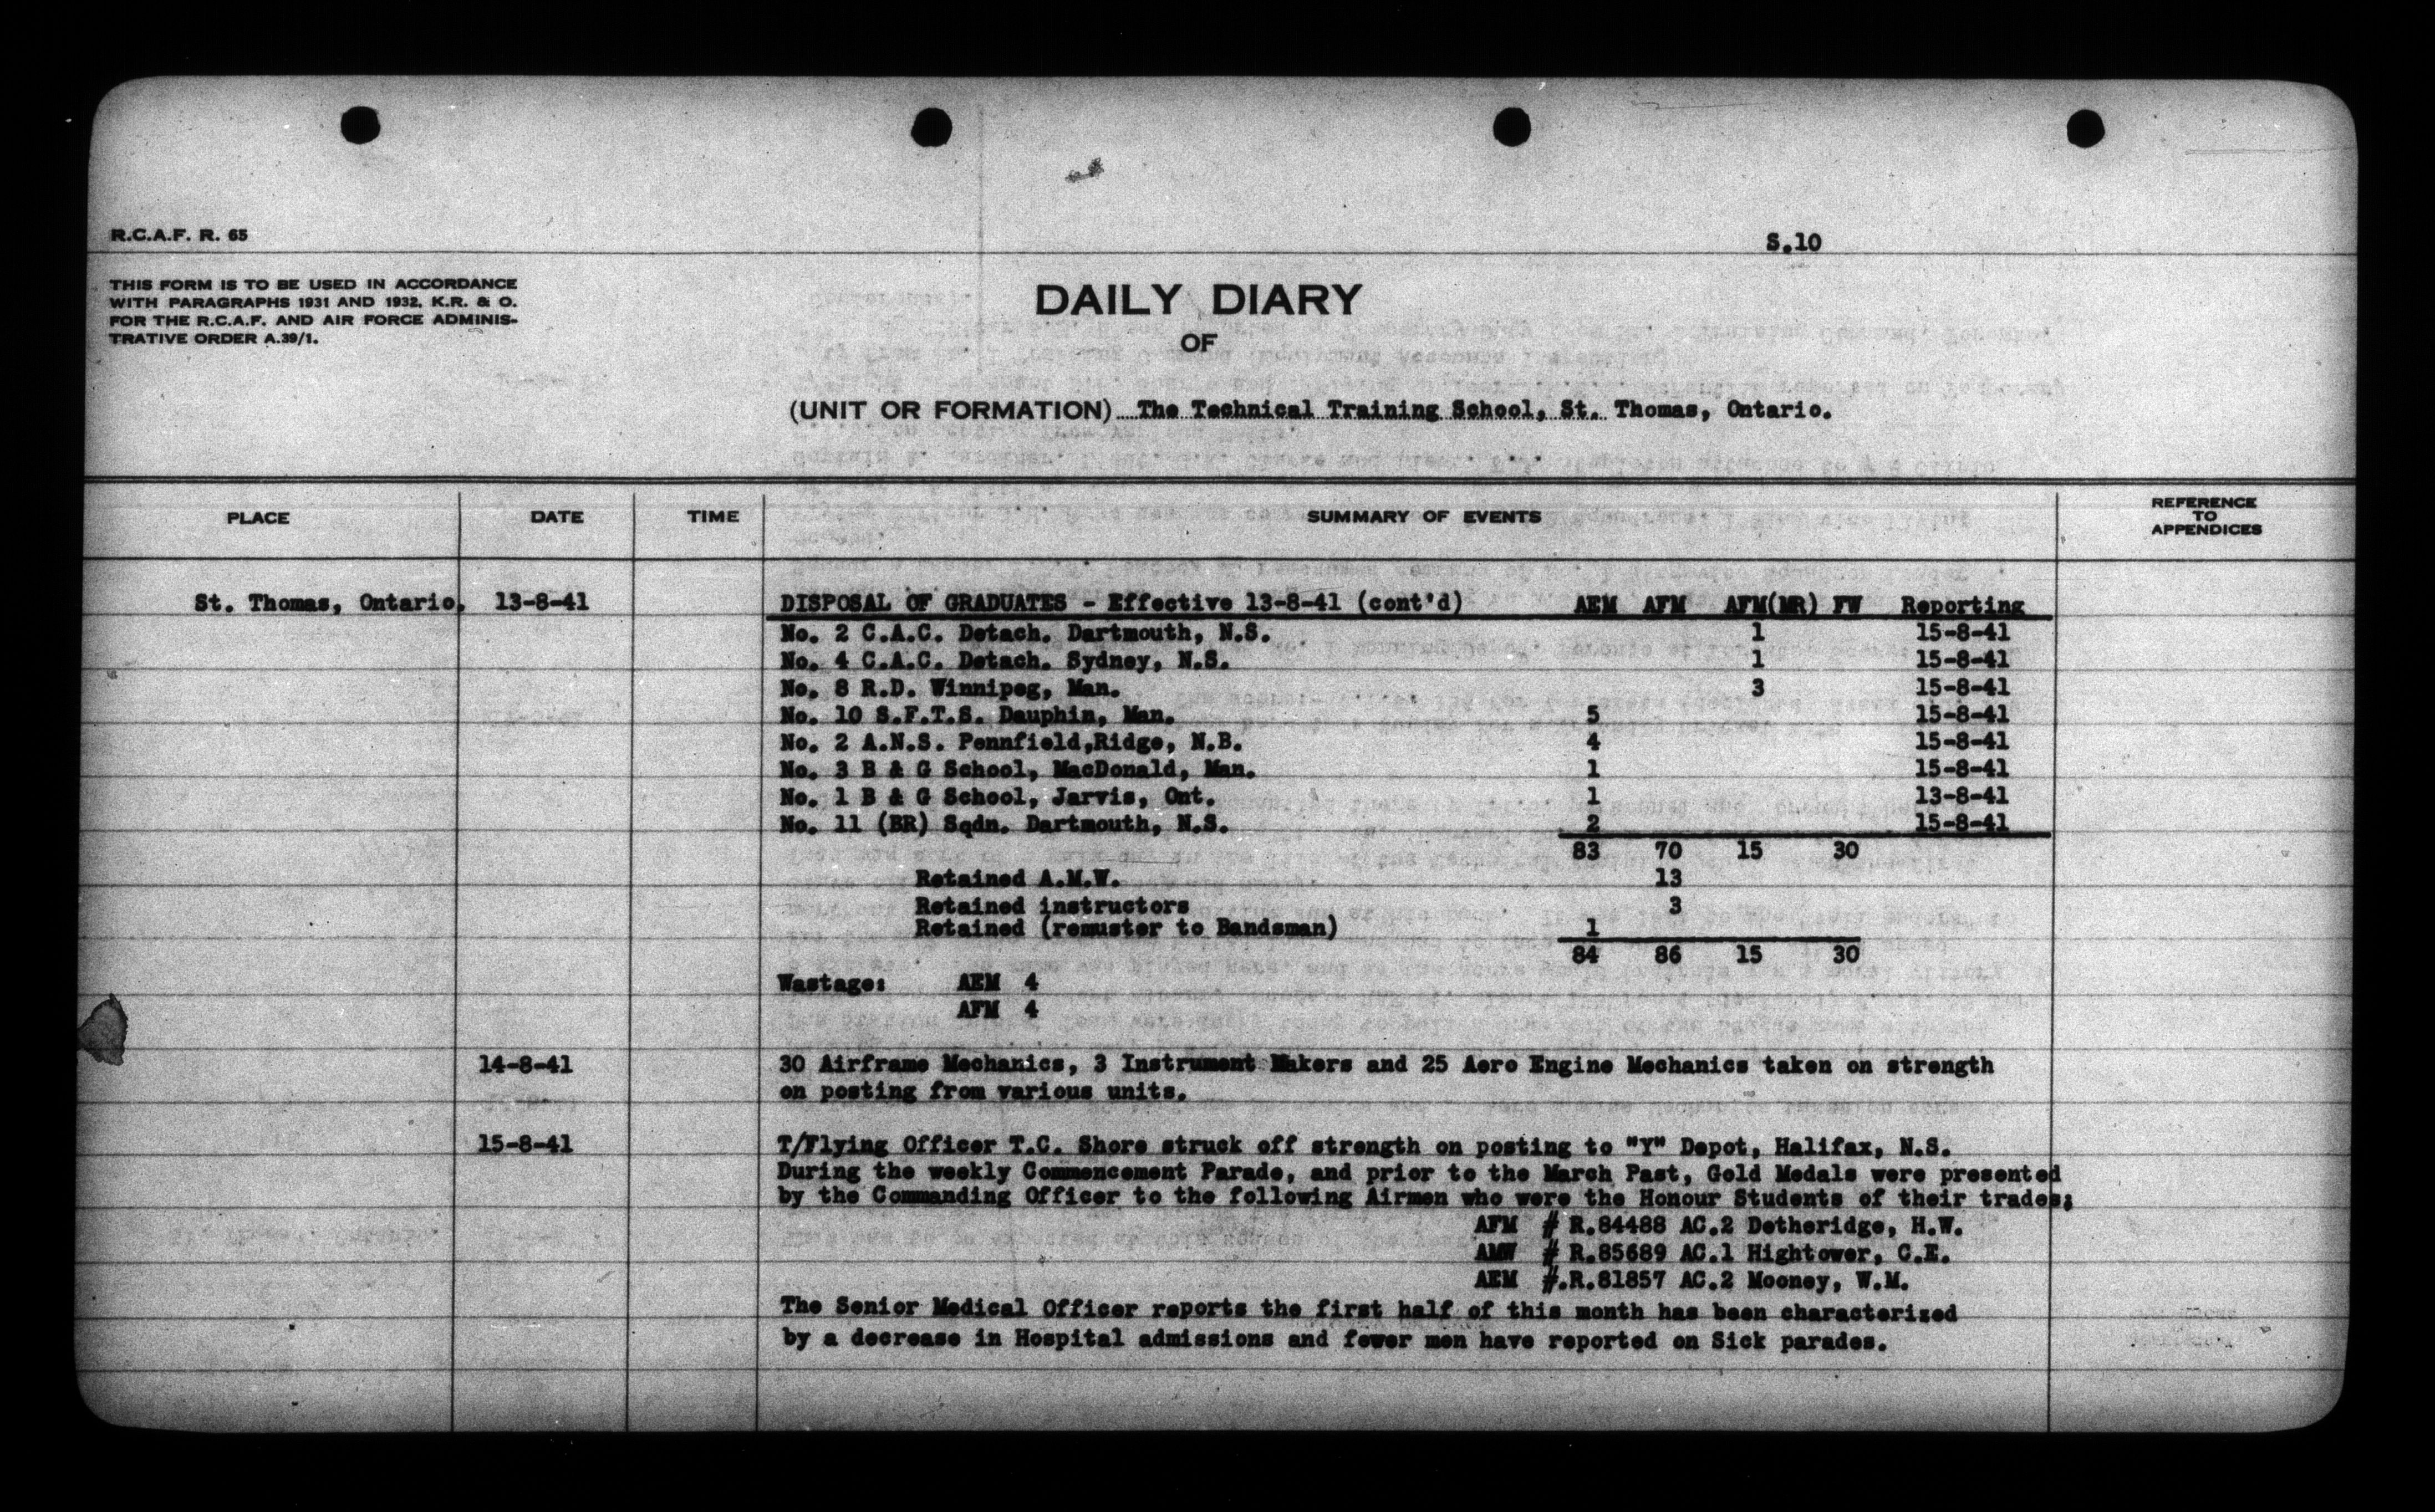 R.C.A.F. R. 65
S.10
THIS FORM IS TO BE USED IN ACCORDANCE
WITH PARAGRAPHS 1931 AND 1932, K.R. & O.
FOR THE R.C.A.F. AND AIR FORCE ADMINIS-
TRATIVE ORDER A.39/1.
DAILY DIARY
OF
(UNIT OR FORMATION) The Technical Training School, St. Thomas, Ontario.
PLACE DATE TIME SUMMARY OF EVENTS REFERENCE TO APPENDICES
St. Thomas, Ontario. 13-8-41 DISPOSAL OF GRADUATES - Effective 13-8-41 (cont'd) AEM AFM AFM(MR) FW Reporting
No. 2 C.A.C. Detach. Dartmouth, N.S. 1 15-8-41
No. 4 C.A.C. Detach. Sydney, N.S. 1 15-8-41
No. 8 R.D. Winnipeg, Man. 3 15-8-41
No. 10 S.F.T.S. Dauphin, Man. 5 15-8-41
No. 2 A.N.S. Pennfield,Ridge, N.B. 4 15-8-41
No. 3 B & G School, MacDonald, Man. 1 15-8-41
No. 1 B & G School, Jarvis, Ont. 1 13-8-41
No. 11 (BR) Sqdn. Dartmouth, N.S. 2 15-8-41
83 70 15 30
Retained A.M.W. 13
Retained instructors 3
Retained (remuster to Bandsman) 1
84 86 15 30
Wastage: AEM 4
AFM 4
14-8-41 30 Airframe Mechanics, 3 Instrument Makers and 25 Aero Engine Mechanics taken on strength
on posting from various units.
15-8-41 T/Flying Officer T.C. Shore struck off strength on posting to "Y" Depot, Halifax, N.S.
During the weekly Commencement Parade, and prior to the March Past, Gold Medals were presented
by the Commanding Officer to the following Airmen who were the Honour Students of their trades;
AFM # R.84488 AC.2 Detheridge, H.W.
AMW # R.85689 AC.1 Hightower, C.E.
AEM #.R.81857 AC.2 Mooney, W.M.
The Senior Medical Officer reports the first half of this month has been characterized
by a decrease in Hospital admissions and fewer men have reported on Sick parades.